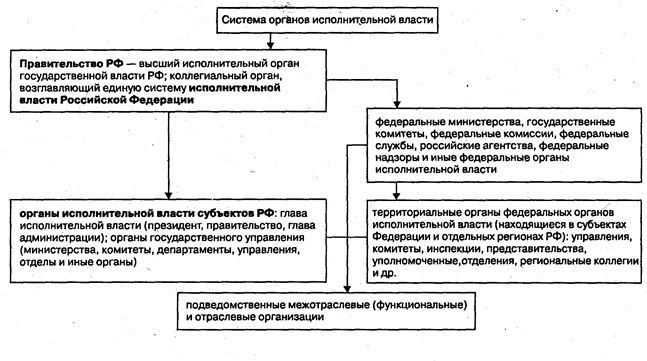 Система органов исполнительной власти
Правительство РФ — высший исполнительный орган
государственной власти РФ; коллегиальный орган,
возглавляющий единую систему исполнительной
власти Российской Федерации
федеральные министерства, государственные
комитеты, федеральные комиссии, федеральные
службы, российские агентства, федеральные
надзоры и иные федеральные органы
исполнительной власти
органы исполнительной власти субъектов РФ: глава
исполнительной власти (президент, правительство, глава
администрации); органы государственного управления
(министерства, комитеты, департаменты, управления,
отделы и иные органы)
территориальные органы федеральных органов
исполнительной власти (находящиеся в субъектах
Федерации и отдельных регионах РФ): управления,
комитеты, инспекции, представительства,
уполномоченные,отделения, региональные коллегии
и др.
подведомственные межотраслевые (функциональные)
и отраслевые организации